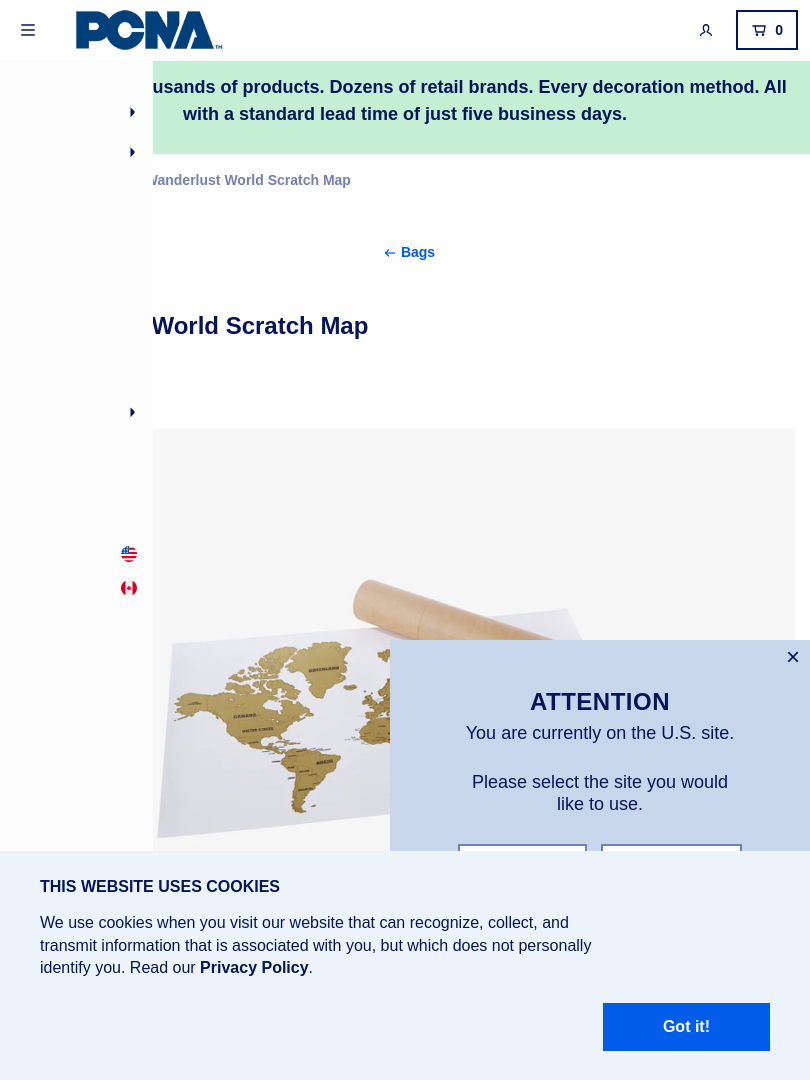 PCNA™
0
usands of products. Dozens of retail brands. Every decoration method. All
with a standard lead time of just five business days.
Wanderlust World Scratch Map
← Bags
World Scratch Map
GREENLAND
CANADA
UNITED STATES
BRAZIL
ATTENTION
You are currently on the U.S. site.
Please select the site you would
like to use.
THIS WEBSITE USES COOKIES
We use cookies when you visit our website that can recognize, collect, and
transmit information that is associated with you, but which does not personally
identify you. Read our Privacy Policy.
Got it!